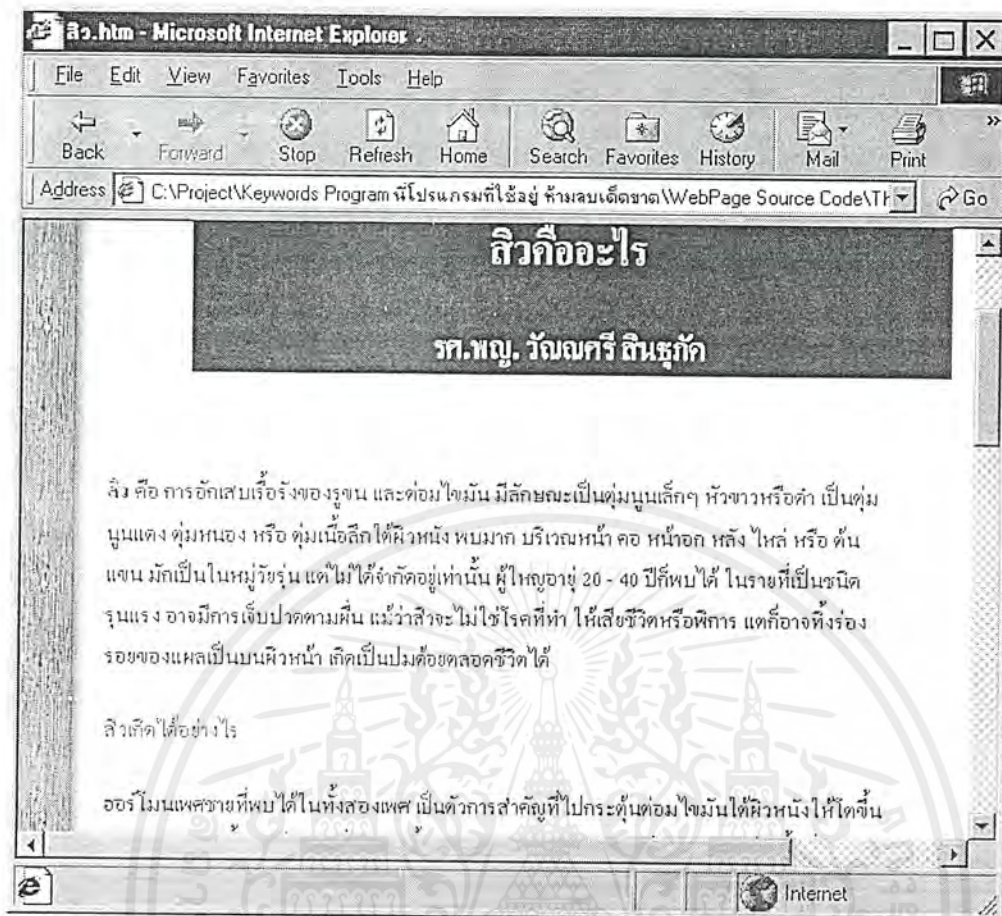 สิว.htm - Microsoft Internet Explorer
File Edit View Favorites Tools Help
Back Forward Stop Refresh Home Search Favorites History Mail Print
Address C:\Project\Keywords Program นี่โปรแกรมที่ใช้อยู่ ห้ามลบเด็ดขาด\WebPage Source Code\Th Go
สิวคืออะไร
รศ.พญ. วัณณศรี สินธุภัค
สิว คือ การอักเสบเรื้อรังของรูขน และต่อมไขมัน มีลักษณะเป็นตุ่มนูนเล็กๆ หัวขาวหรือดำ เป็นตุ่ม
นูนแดง ตุ่มหนอง หรือ ตุ่มเนื้อลึกใต้ผิวหนัง พบมาก บริเวณหน้า คอ หน้าอก หลัง ไหล่ หรือ ต้น
แขน มักเป็นในหมู่วัยรุ่น แต่ไม่ได้จำกัดอยู่เท่านั้น ผู้ใหญอายุ 20 - 40 ปีก็พบได้ ในรายที่เป็นชนิด
รุนแรง อาจมีการเจ็บปวดตามผื่น แม้ว่าสิวจะไม่ใช่โรคที่ทำ ให้เสียชีวิตหรือพิการ แตก็อาจทิ้งร่อง
รอยของแผลเป็นบนผิวหน้า เกิดเป็นปมด้อยตลอดชีวิตได้
สิวเกิดได้อย่างไร
ออร์โมนเพศชายที่พบได้ในทั้งสองเพศ เป็นตัวการสำคัญที่ไปกระตุ้นต่อมไขมันใต้ผิวหนังให้โตขึ้น
Internet